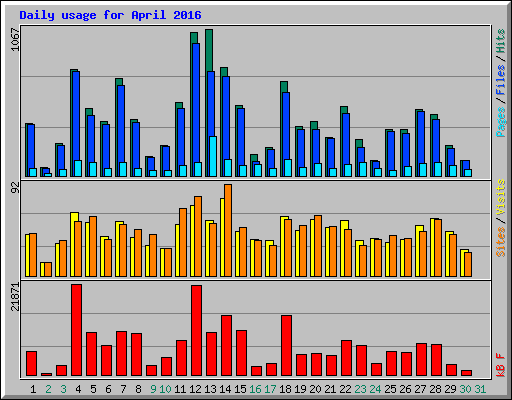 Daily usage for April 2016
1067
Pages / Files / Hits
92
Sites / Visits
21871
kB F
1 2 3 4 5 6 7 8 9 10 11 12 13 14 15 16 17 18 19 20 21 22 23 24 25 26 27 28 29 30 31